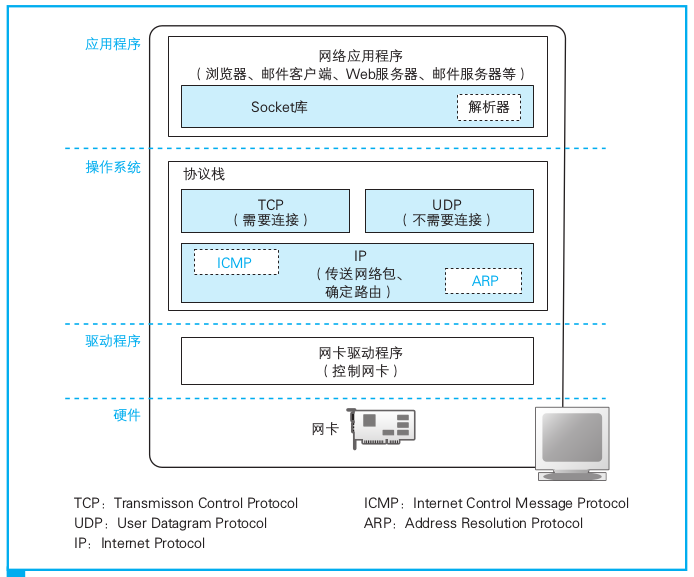 应用程序
网络应用程序
（浏览器、邮件客户端、Web服务器、邮件服务器等）
Socket库
解析器
操作系统
协议栈
TCP
（需要连接）
UDP
（不需要连接）
ICMP
IP
（传送网络包、
确定路由）
ARP
驱动程序
网卡驱动程序
（控制网卡）
硬件
网卡
TCP：Transmisson Control Protocol
UDP：User Datagram Protocol
IP：Internet Protocol
ICMP：Internet Control Message Protocol
ARP：Address Resolution Protocol